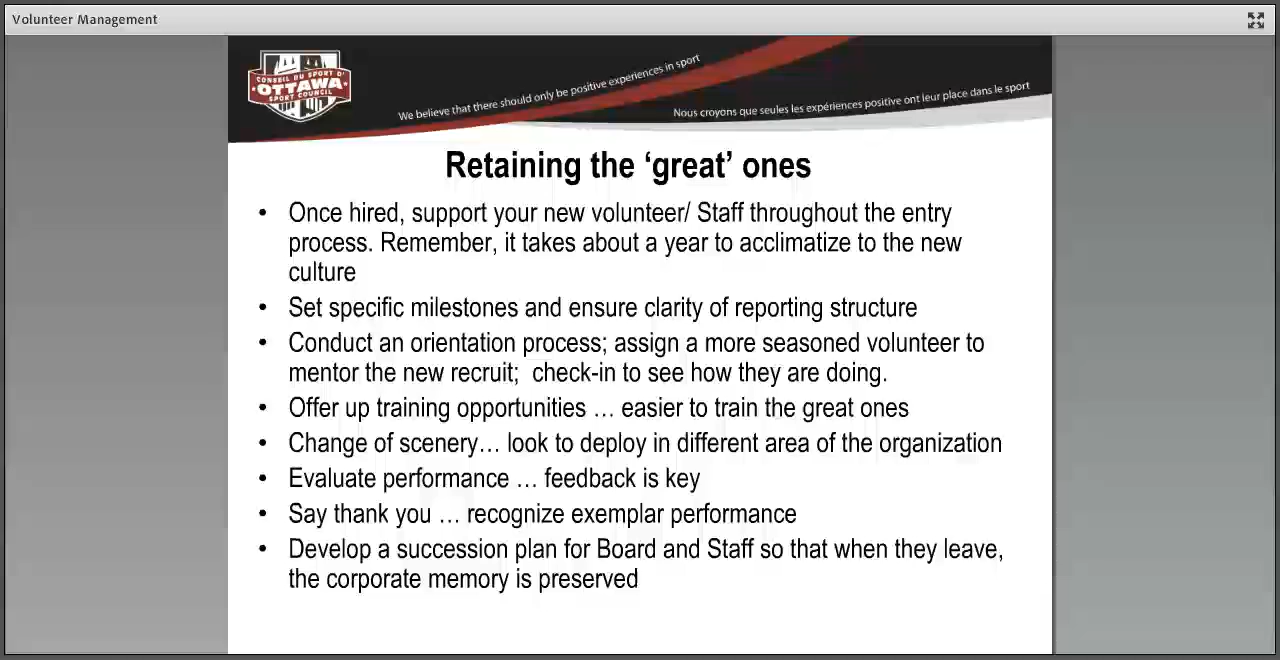 Volunteer Management
CONSEIL DU SPORT D'
OTTAWA
SPORT COUNCIL
We believe that there should only be positive experiences in sport
Nous croyons que seules les expériences positive ont leur place dans le sport
Retaining the ‘great’ ones
• Once hired, support your new volunteer/ Staff throughout the entry
process. Remember, it takes about a year to acclimatize to the new
culture
• Set specific milestones and ensure clarity of reporting structure
• Conduct an orientation process; assign a more seasoned volunteer to
mentor the new recruit;  check-in to see how they are doing.
• Offer up training opportunities … easier to train the great ones
• Change of scenery… look to deploy in different area of the organization
• Evaluate performance … feedback is key
• Say thank you … recognize exemplar performance
• Develop a succession plan for Board and Staff so that when they leave,
the corporate memory is preserved